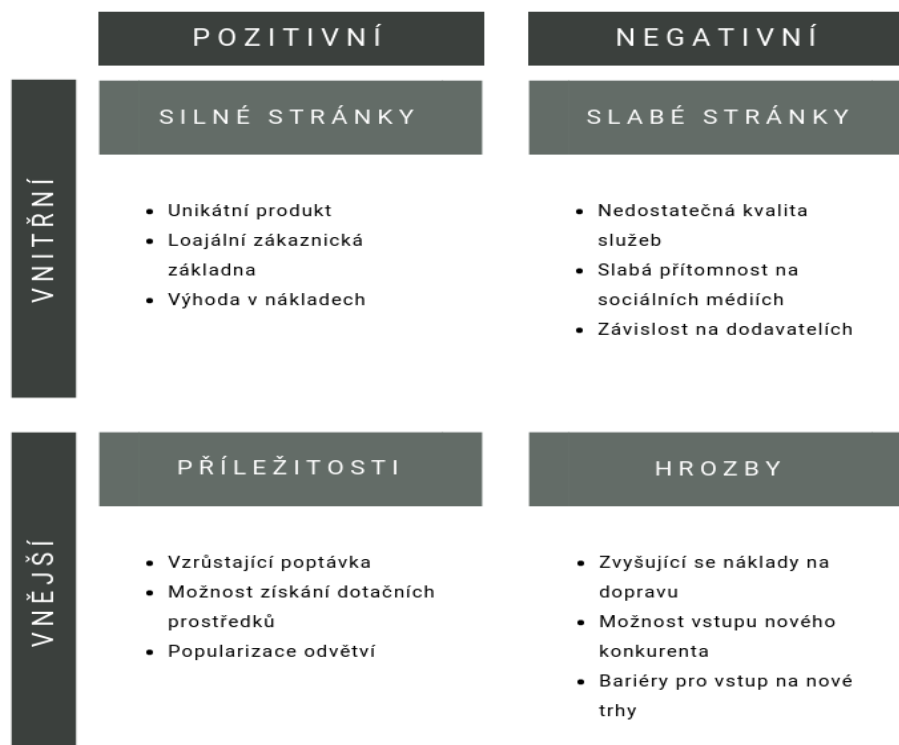 POZITIVNÍ
NEGATIVNÍ
VNITŘNÍ
SILNÉ STRÁNKY
Unikátní produkt
Loajální zákaznická
základna
Výhoda v nákladech
SLABÉ STRÁNKY
Nedostatečná kvalita
služeb
Slabá přítomnost na
sociálních médiích
Závislost na dodavatelích
VNĚJŠÍ
PŘÍLEŽITOSTI
Vzrůstající poptávka
Možnost získání dotačních
prostředků
Popularizace odvětví
HROZBY
Zvyšující se náklady na
dopravu
Možnost vstupu nového
konkurenta
Bariéry pro vstup na nové
trhy